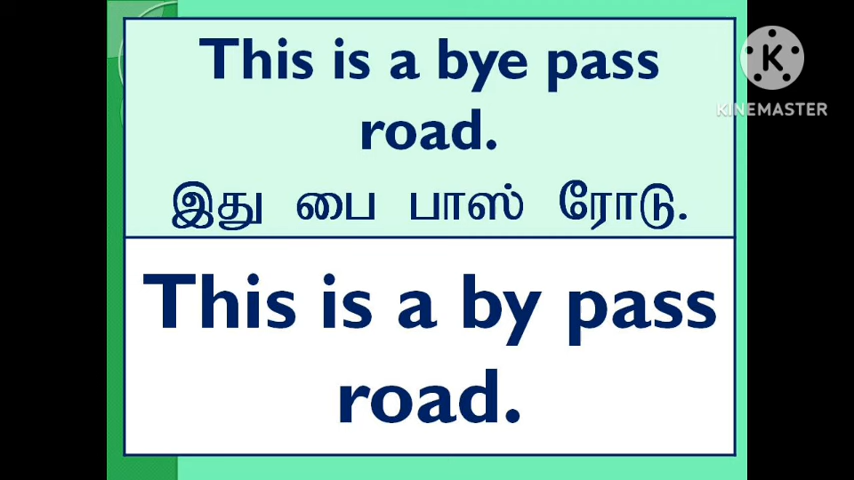 This is a bye pass
road.
இது பை பாஸ் ரோடு.
This is a by pass
road.
K
KINEMASTER